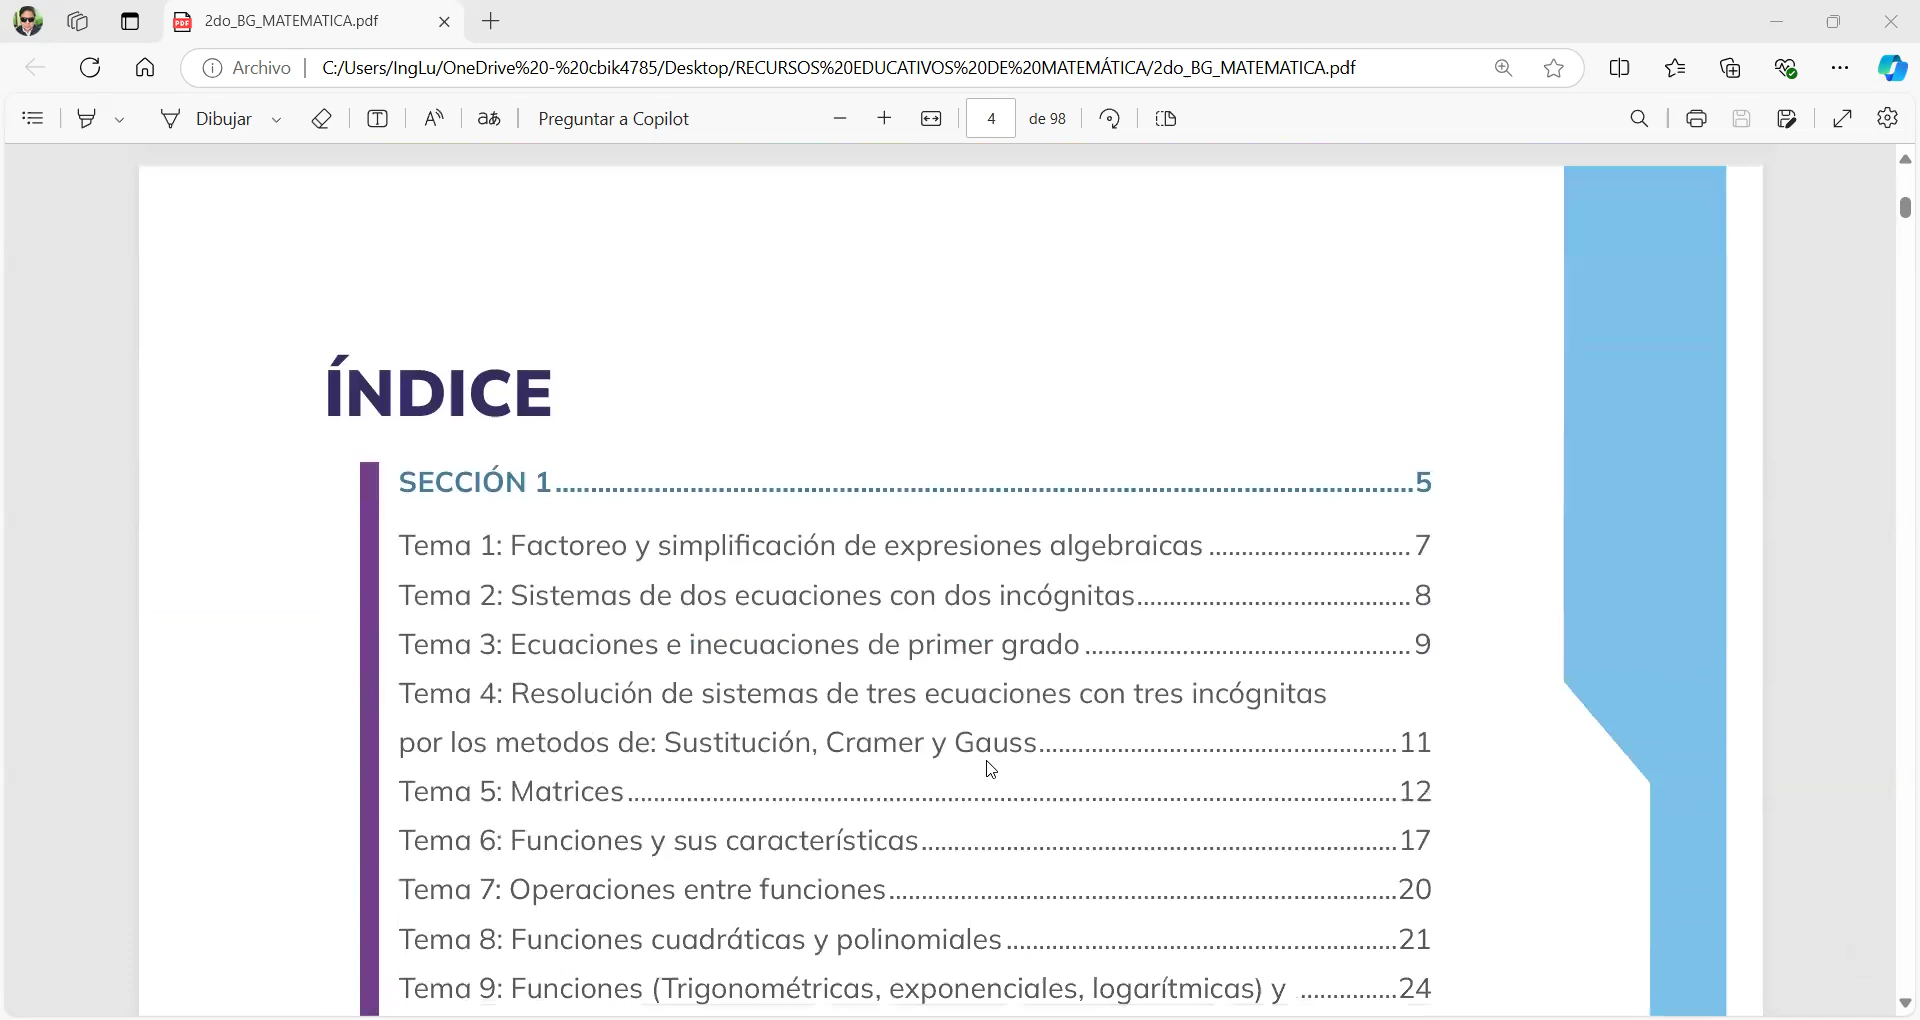 2do_BG_MATEMATICA.pdf
Archivo
C:/Users/IngLu/OneDrive%20-%20cbik4785/Desktop/RECURSOS%20EDUCATIVOS%20DE%20MATEMÁTICA/2do_BG_MATEMATICA.pdf
Dibujar
Preguntar a Copilot
4 de 98
ÍNDICE
SECCIÓN 1..........5
Tema 1: Factoreo y simplificación de expresiones algebraicas ..........7
Tema 2: Sistemas de dos ecuaciones con dos incógnitas..........8
Tema 3: Ecuaciones e inecuaciones de primer grado ..........9
Tema 4: Resolución de sistemas de tres ecuaciones con tres incógnitas
por los metodos de: Sustitución, Cramer y Gauss..........11
Tema 5: Matrices..........12
Tema 6: Funciones y sus características..........17
Tema 7: Operaciones entre funciones..........20
Tema 8: Funciones cuadráticas y polinomiales..........21
Tema 9: Funciones (Trigonométricas, exponenciales, logarítmicas) y ..........24